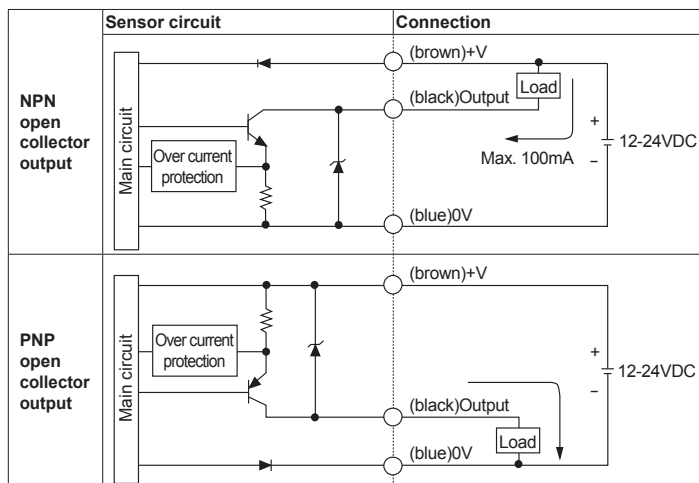 Sensor circuit
Connection
NPN
open
collector
output
Main circuit
Over current
protection
(brown)+V
Load
(black)Output
Max. 100mA
+
12-24VDC
−
(blue)0V
PNP
open
collector
output
Main circuit
Over current
protection
(brown)+V
+
12-24VDC
−
(black)Output
Load
(blue)0V